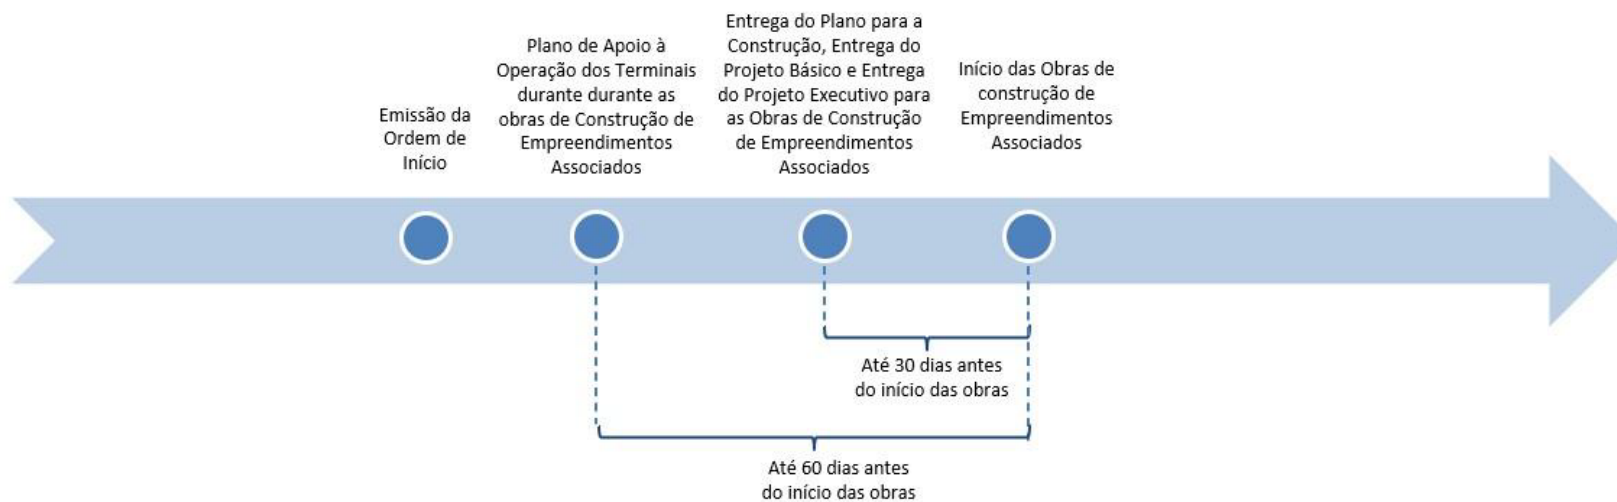 Emissão da
Ordem de
Início
Plano de Apoio à
Operação dos Terminais
durante durante as
obras de Construção de
Empreendimentos
Associados
Entrega do Plano para a
Construção, Entrega do
Projeto Básico e Entrega
do Projeto Executivo para
as Obras de Construção
de Empreendimentos
Associados
Início das Obras de
construção de
Empreendimentos
Associados
Até 30 dias antes
do início das obras
Até 60 dias antes
do início das obras